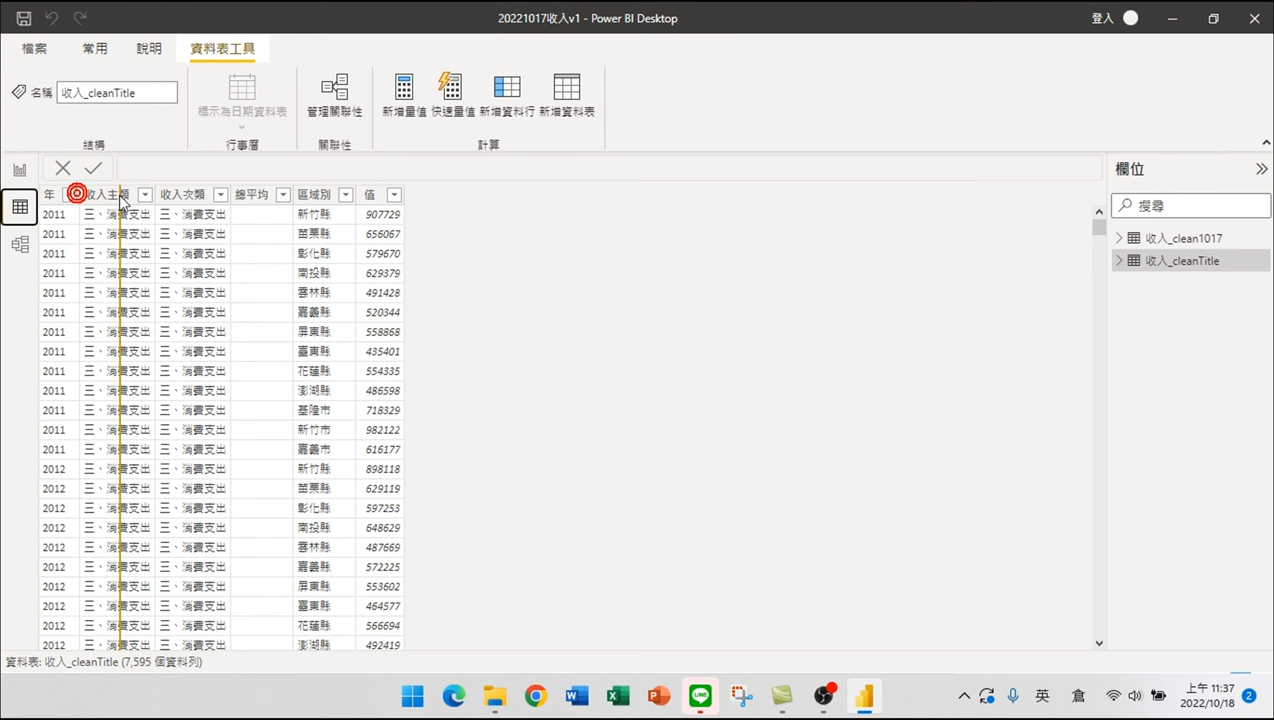 20221017收入v1 - Power BI Desktop
登入
檔案 常用 說明 資料表工具
名稱 收入_cleanTitle
標示為日期資料表 管理關聯性 新增量值 快速量值 新增資料行 新增資料表
結構 行事曆 關聯性 計算
欄位
搜尋
收入_clean1017
收入_cleanTitle
年 收入主類 收入次類 總平均 區域別 值
2011 三、消費支出 三、消費支出 新竹縣 907729
2011 三、消費支出 三、消費支出 苗栗縣 656067
2011 三、消費支出 三、消費支出 彰化縣 579670
2011 三、消費支出 三、消費支出 南投縣 629379
2011 三、消費支出 三、消費支出 雲林縣 491428
2011 三、消費支出 三、消費支出 嘉義縣 520344
2011 三、消費支出 三、消費支出 屏東縣 558868
2011 三、消費支出 三、消費支出 臺東縣 435401
2011 三、消費支出 三、消費支出 花蓮縣 554335
2011 三、消費支出 三、消費支出 澎湖縣 486598
2011 三、消費支出 三、消費支出 基隆市 718329
2011 三、消費支出 三、消費支出 新竹市 982122
2011 三、消費支出 三、消費支出 嘉義市 616177
2012 三、消費支出 三、消費支出 新竹縣 898118
2012 三、消費支出 三、消費支出 苗栗縣 629119
2012 三、消費支出 三、消費支出 彰化縣 597253
2012 三、消費支出 三、消費支出 南投縣 648629
2012 三、消費支出 三、消費支出 雲林縣 487669
2012 三、消費支出 三、消費支出 嘉義縣 572225
2012 三、消費支出 三、消費支出 屏東縣 553602
2012 三、消費支出 三、消費支出 臺東縣 464577
2012 三、消費支出 三、消費支出 花蓮縣 566694
2012 三、消費支出 三、消費支出 澎湖縣 492419
資料表: 收入_cleanTitle (7,595 個資料列)
英 倉 上午 11:37
2022/10/18 2